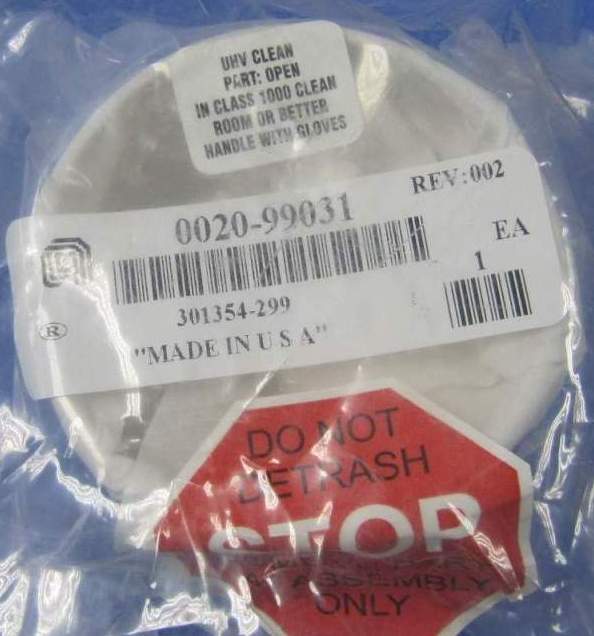 UHV CLEAN
PART: OPEN
IN CLASS 1000 CLEAN
ROOM OR BETTER
HANDLE WITH GLOVES
REV:002
0020-99031
EA
1
301354-299
®
"MADE IN U S A"
DO NOT
DETRASH
STOP
AT ASSEMBLY
ONLY